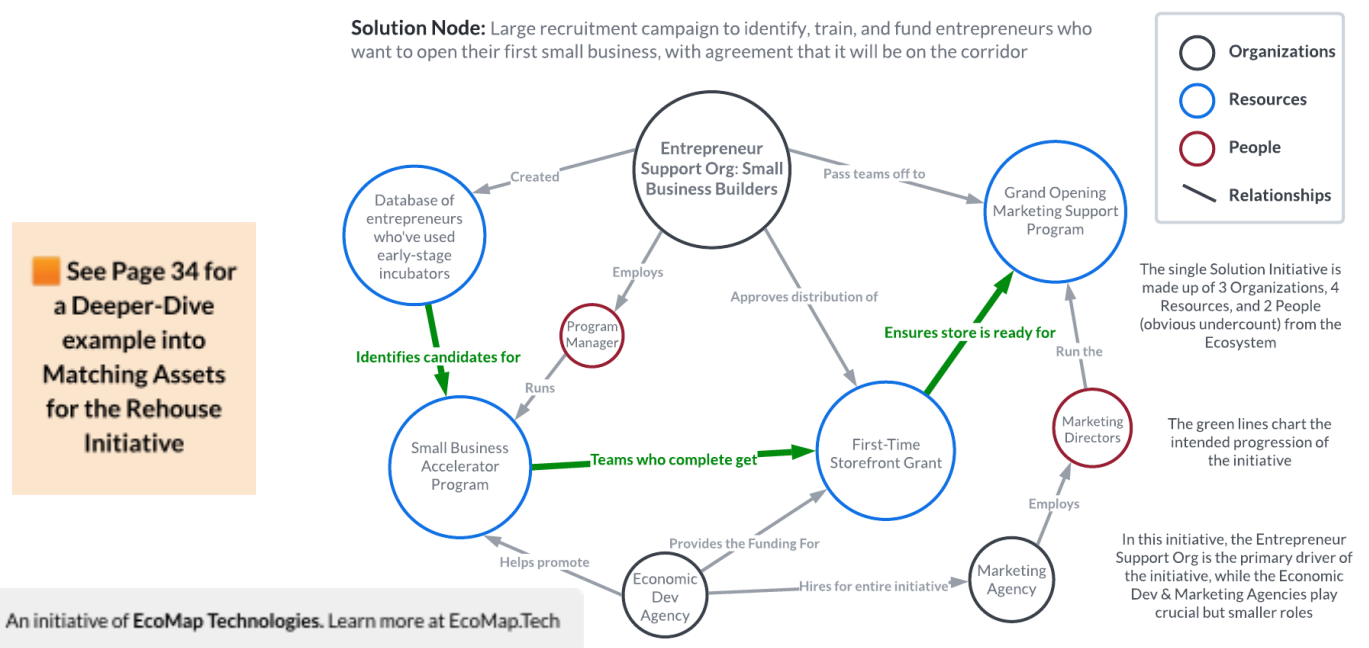 Solution Node: Large recruitment campaign to identify, train, and fund entrepreneurs who
want to open their first small business, with agreement that it will be on the corridor
Organizations
Resources
People
Relationships
Entrepreneur
Support Org: Small
Business Builders
Created
Pass teams off to
Database of
entrepreneurs
who've used
early-stage
incubators
Grand Opening
Marketing Support
Program
Employs
Approves distribution of
Program
Manager
Identifies candidates for
Ensures store is ready for
Run the
Runs
Small Business
Accelerator
Program
Teams who complete get
First-Time
Storefront Grant
Marketing
Directors
Employs
Provides the Funding For
Helps promote
Economic
Dev
Agency
Hires for entire initiative
Marketing
Agency
The single Solution Initiative is
made up of 3 Organizations, 4
Resources, and 2 People
(obvious undercount) from the
Ecosystem
The green lines chart the
intended progression of
the initiative
In this initiative, the Entrepreneur
Support Org is the primary driver of
the initiative, while the Economic
Dev & Marketing Agencies play
crucial but smaller roles
See Page 34 for
a Deeper-Dive
example into
Matching Assets
for the Rehouse
Initiative
An initiative of EcoMap Technologies. Learn more at EcoMap.Tech